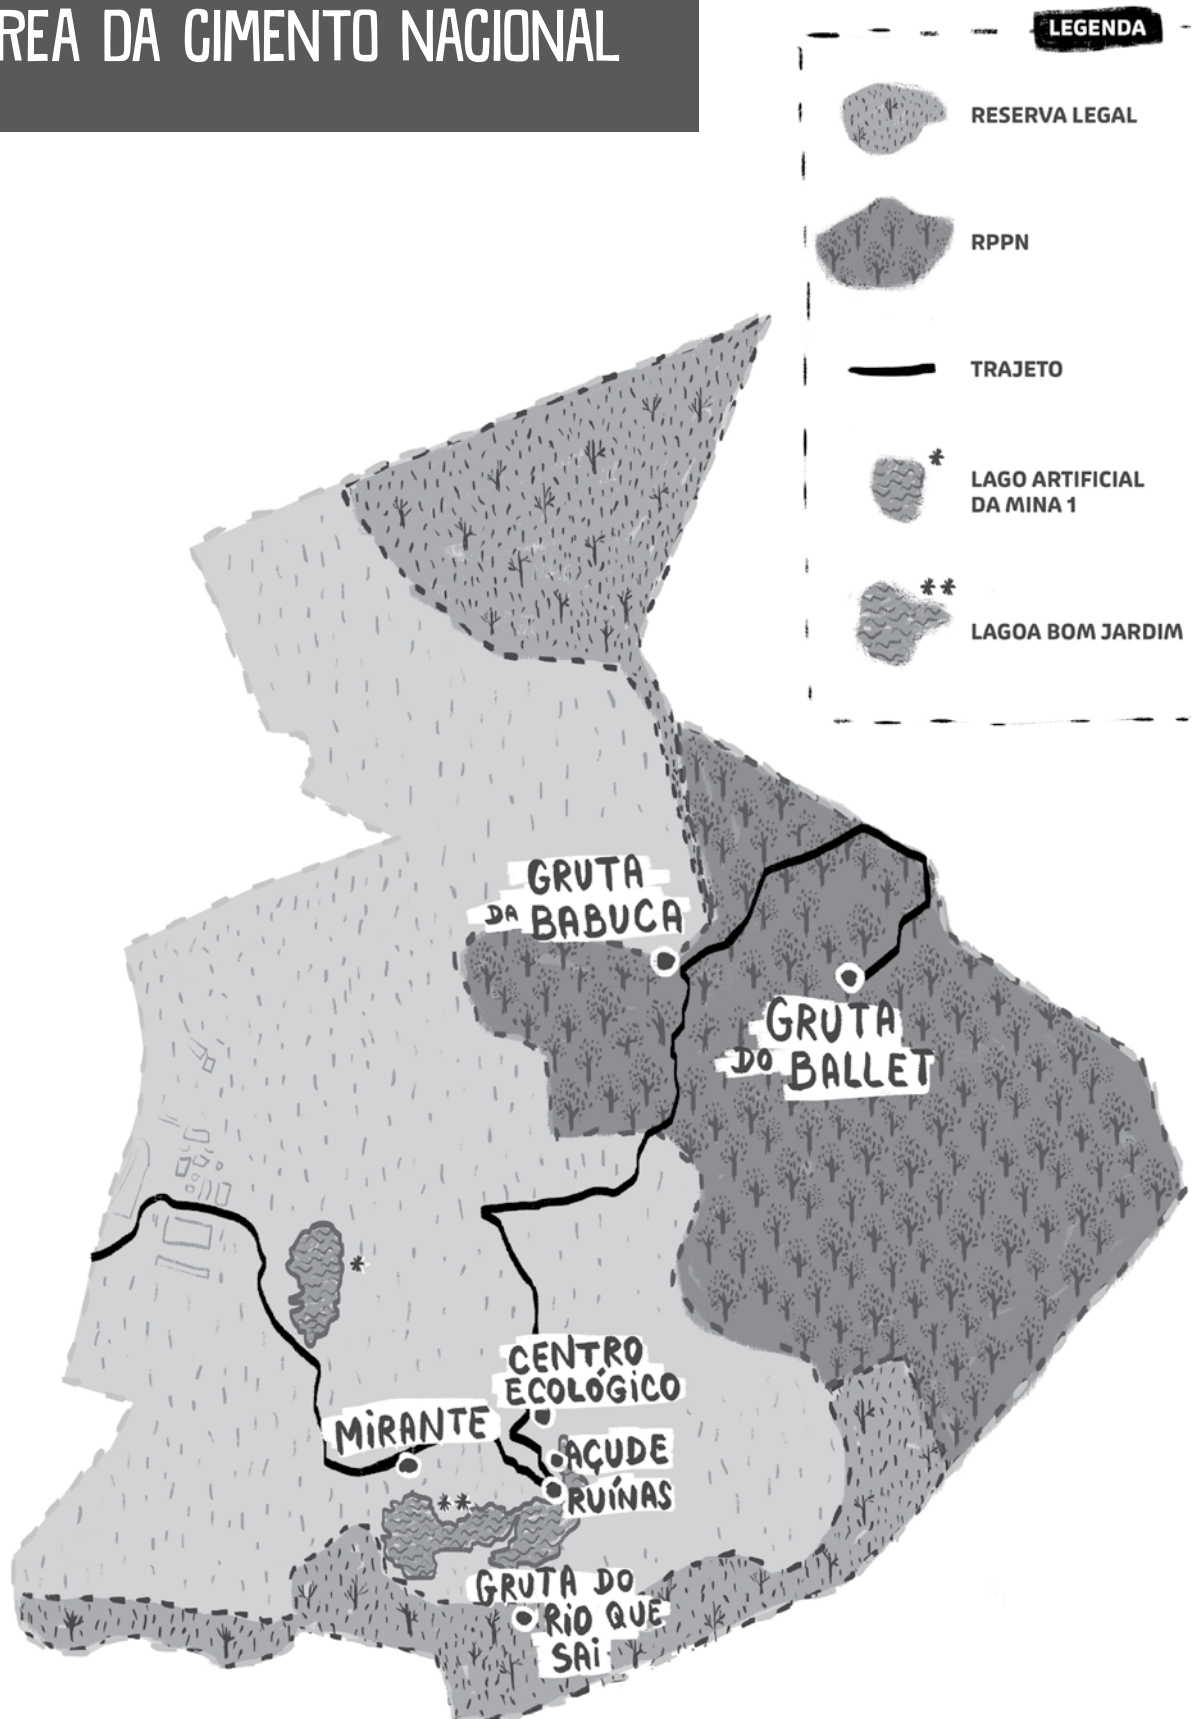 REA DA CIMENTO NACIONAL
LEGENDA
RESERVA LEGAL
RPPN
TRAJETO
*
LAGO ARTIFICIAL
DA MINA 1
**
LAGOA BOM JARDIM
GRUTA
DA BABUCA
GRUTA
DO BALLET
*
CENTRO
ECOLÓGICO
MIRANTE
AÇUDE
RUÍNAS
**
GRUTA DO
RIO QUE
SAI